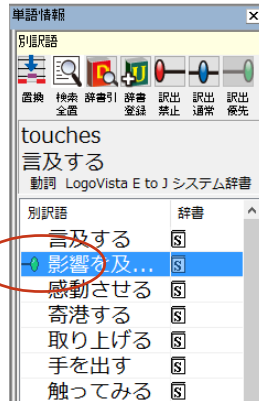 単語情報
別訳語
置換 検索 辞書引 辞書 訳出 訳出 訳出
全置 登録 禁止 通常 優先
touches
言及する
動詞 LogoVista E to J システム辞書
別訳語 辞書
言及する S
影響を及... S
感動させる S
寄港する S
取り上げる S
手を出す S
触ってみる S